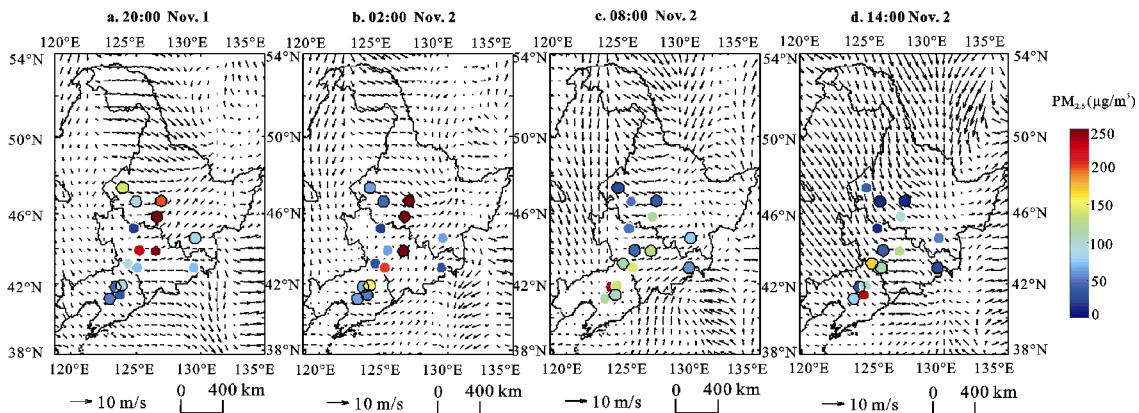 a. 20:00 Nov. 1
b. 02:00 Nov. 2
c. 08:00 Nov. 2
d. 14:00 Nov. 2
120°E 125°E 130°E 135°E
120°E 125°E 130°E 135°E
120°E 125°E 130°E 135°E
120°E 125°E 130°E 135°E
54°N
50°N
46°N
42°N
38°N
54°N
50°N
46°N
42°N
38°N
54°N
50°N
46°N
42°N
38°N
54°N
50°N
46°N
42°N
38°N
PM2.5 (μg/m³)
250
200
150
100
50
0
120°E 125°E 130°E 135°E
120°E 125°E 130°E 135°E
120°E 125°E 130°E 135°E
120°E 125°E 130°E 135°E
10 m/s
0 400 km
10 m/s
0 400 km
10 m/s
0 400 km
10 m/s
0 400 km